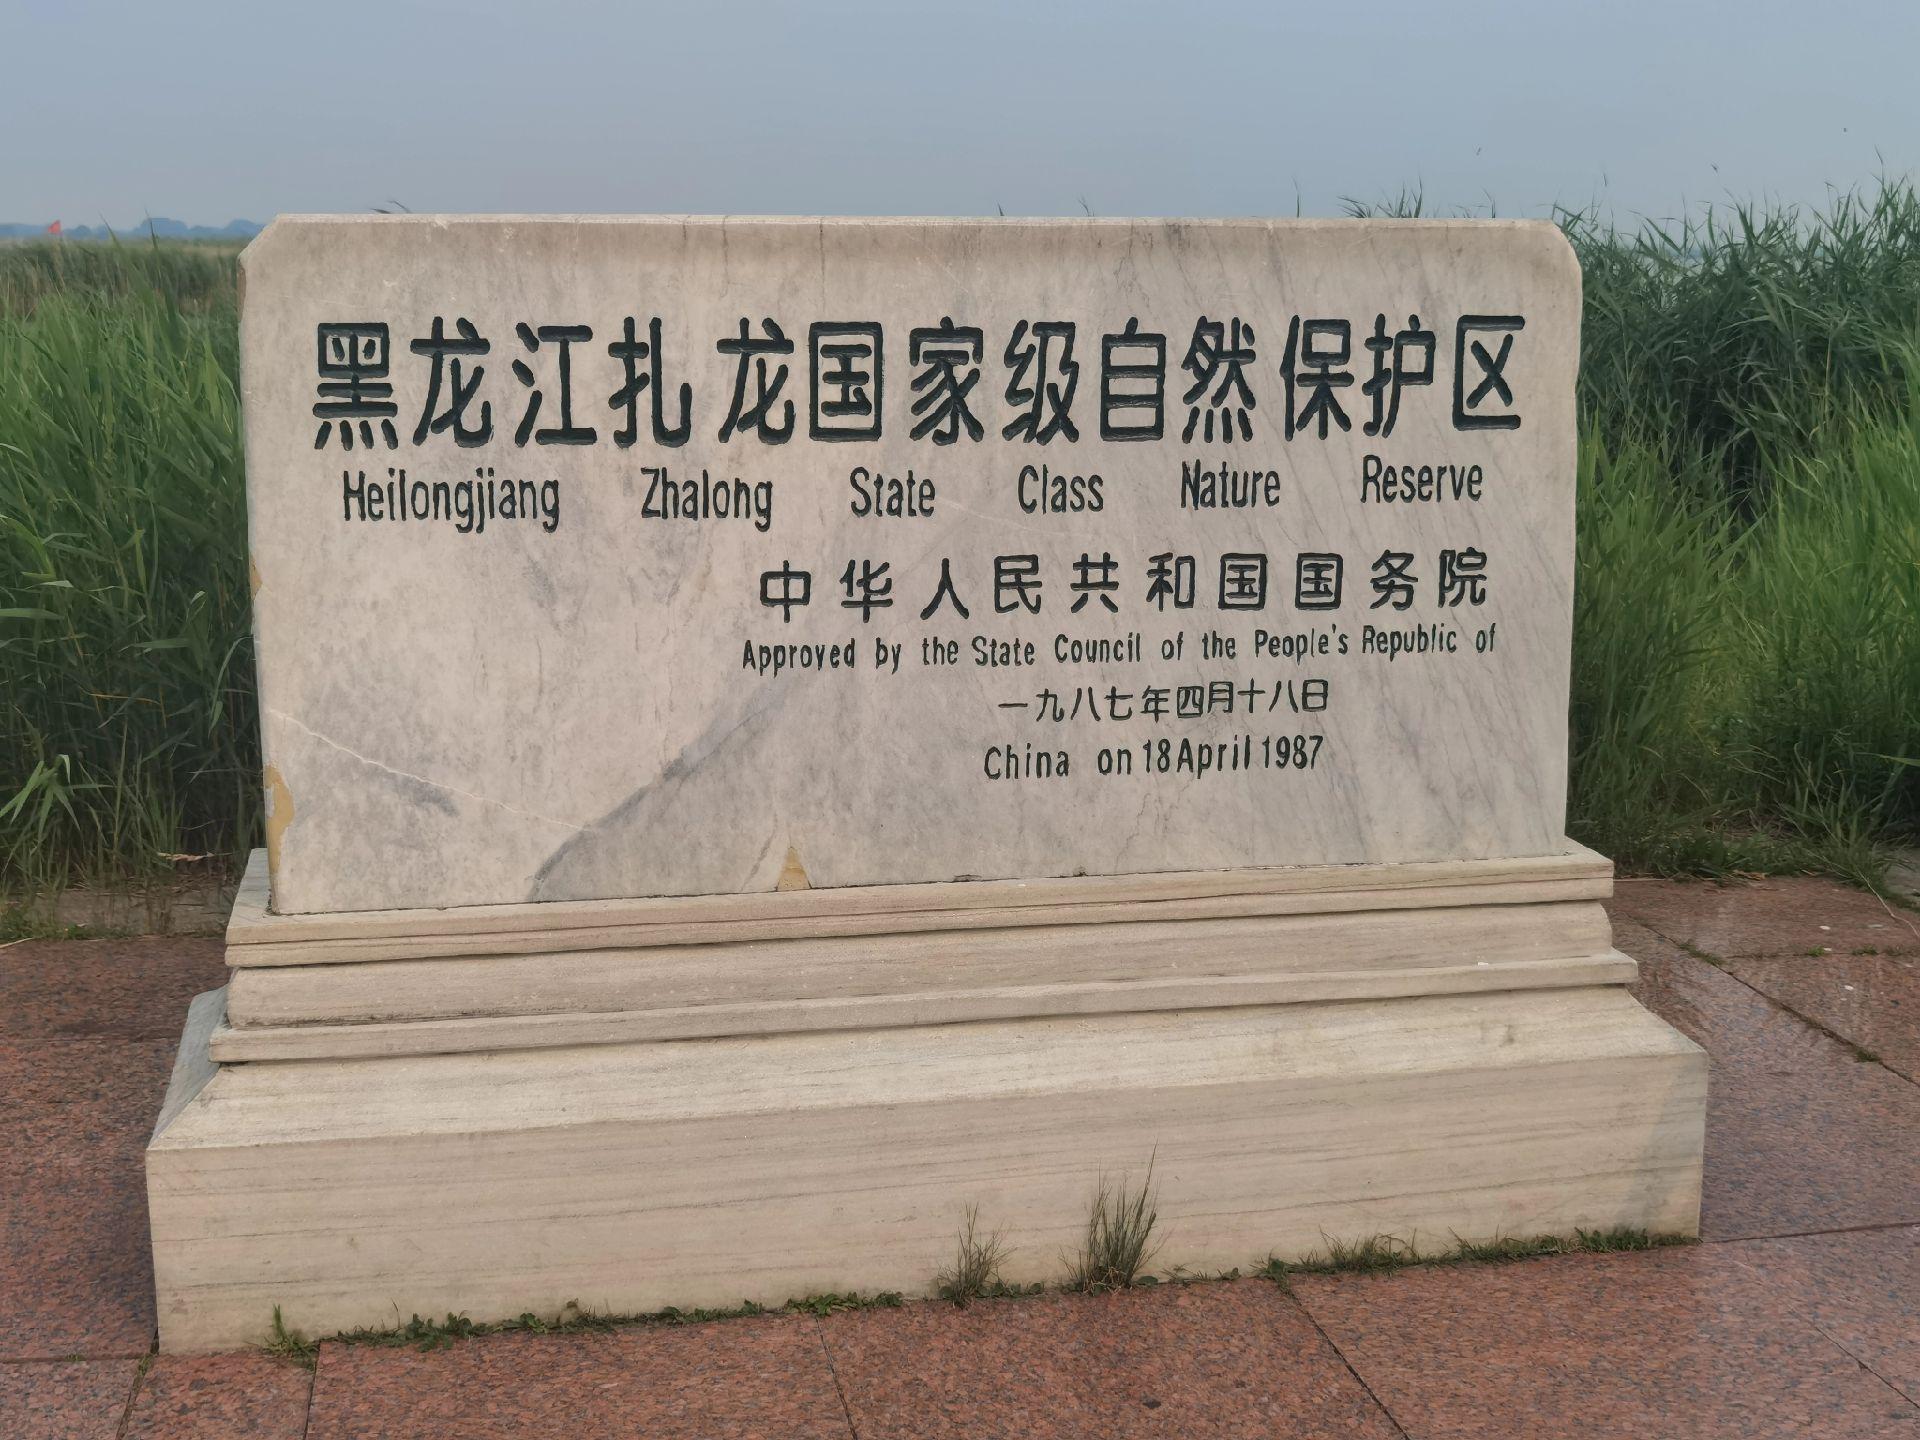 黑龙江扎龙国家级自然保护区
Heilongjiang Zhalong State Class Nature Reserve
中华人民共和国国务院
Approved by the State Council of the People's Republic of
一九八七年四月十八日
China on 18 April 1987